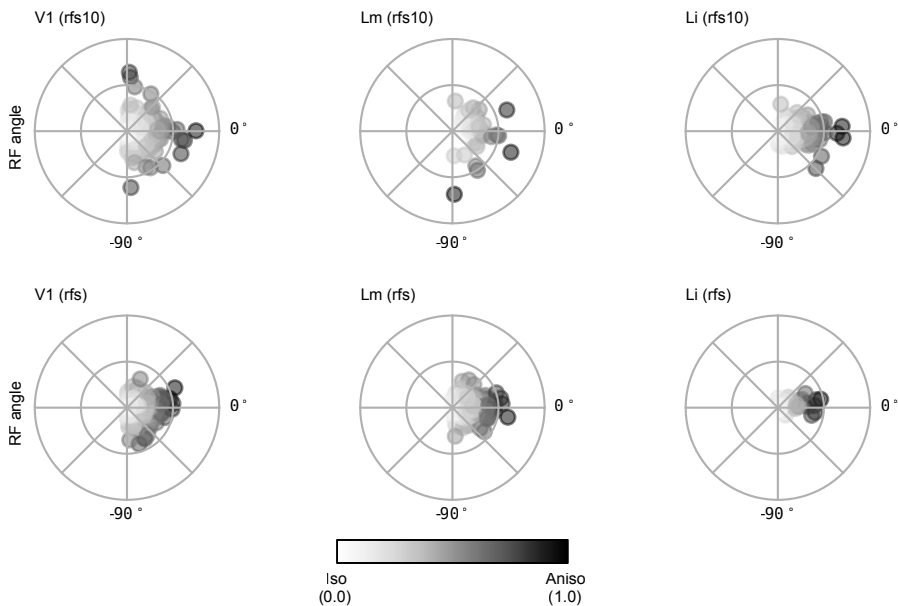 V1 (rfs10) Lm (rfs10) Li (rfs10)
RF angle
0° 0° 0°
-90° -90° -90°
V1 (rfs) Lm (rfs) Li (rfs)
RF angle
0° 0° 0°
-90° -90° -90°
Iso Aniso
(0.0) (1.0)